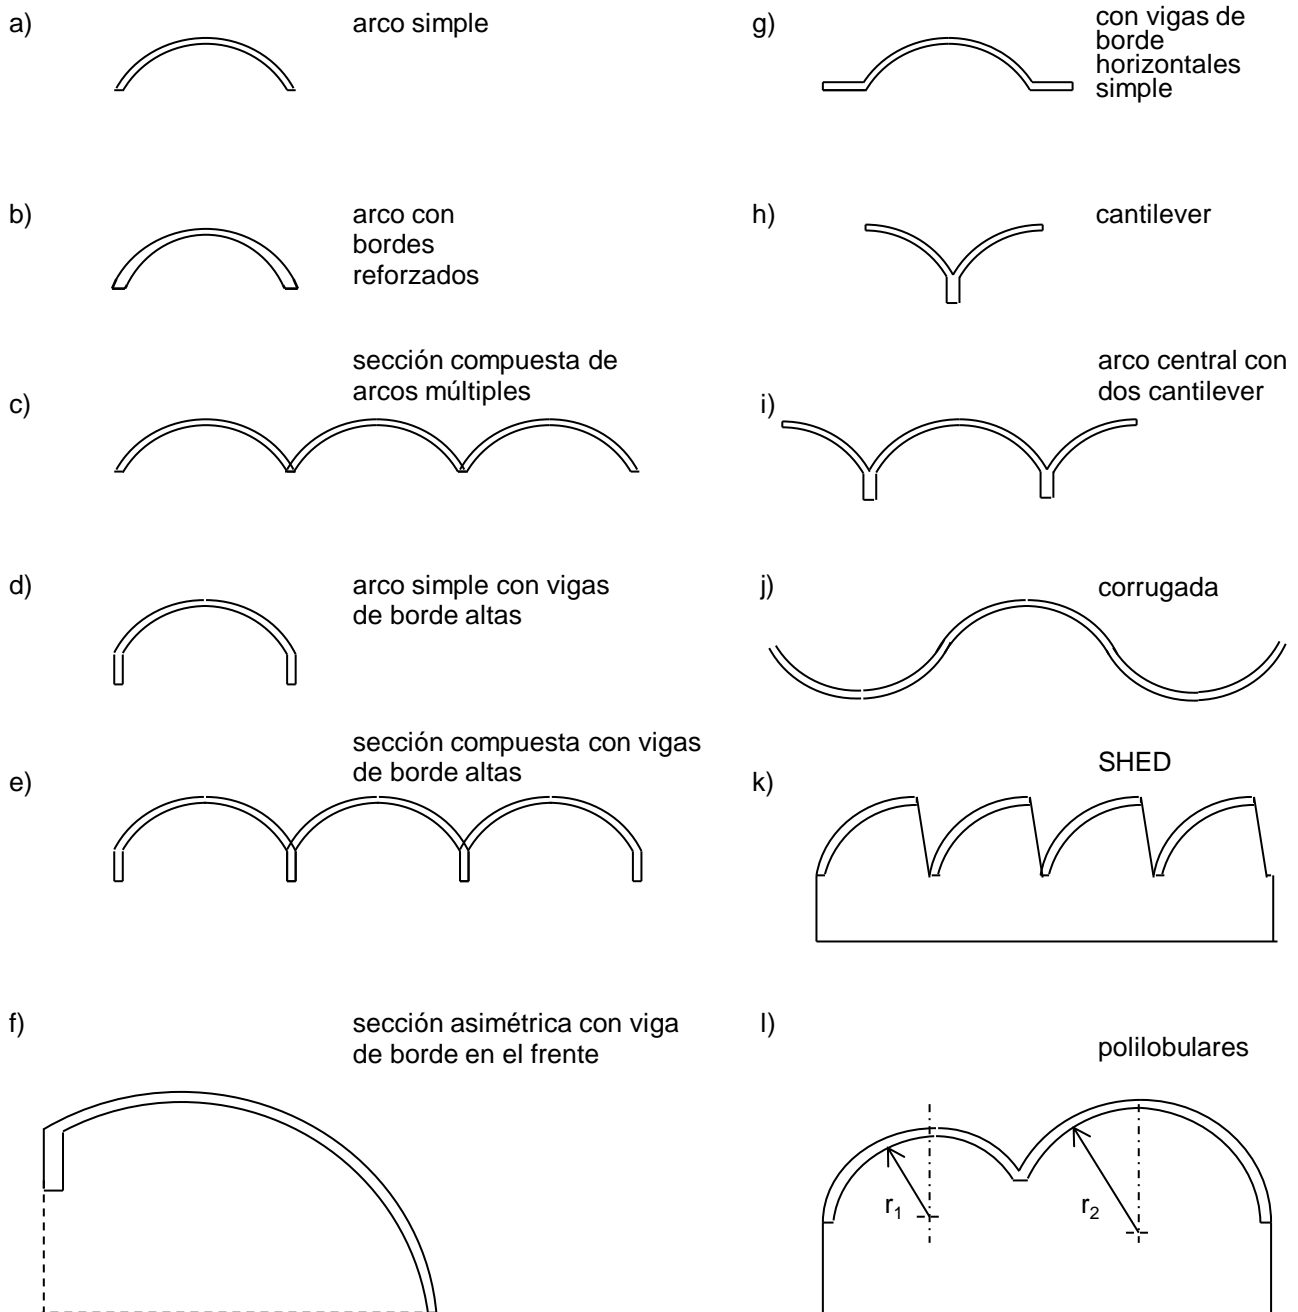 a)
arco simple
b)
arco con
bordes
reforzados
sección compuesta de
arcos múltiples
c)
d)
arco simple con vigas
de borde altas
sección compuesta con vigas
de borde altas
e)
f)
sección asimétrica con viga
de borde en el frente
g)
con vigas de
borde
horizontales
simple
h)
cantilever
arco central con
dos cantilever
i)
j)
corrugada
SHED
k)
l)
polilobulares
r1
r2